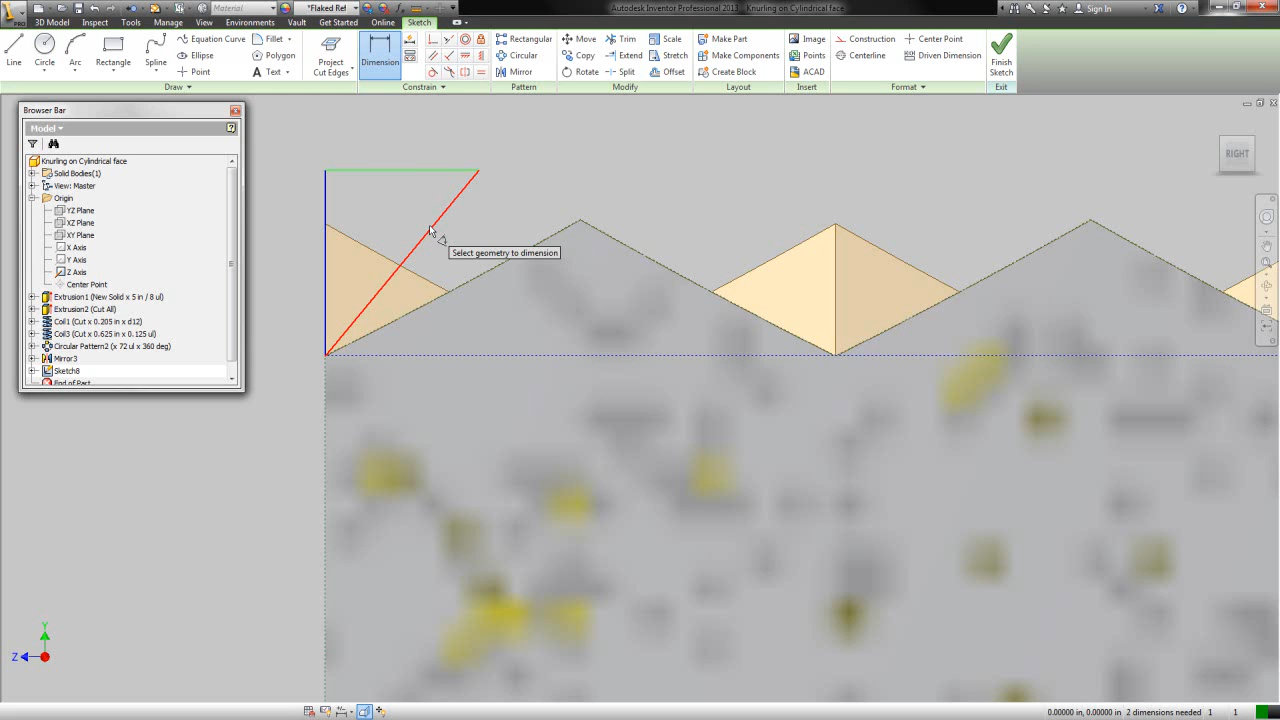 PRO
Material
*Flaked Ref
Autodesk Inventor Professional 2013 - Knurling on Cylindrical face
Sign In
3D Model Inspect Tools Manage View Environments Vault Get Started Online Sketch
Line Circle Arc Rectangle Spline
Equation Curve Fillet
Ellipse Polygon
Point Text
Project Cut Edges
Dimension
Rectangular Move Trim Scale Make Part Image Construction Center Point
Circular Copy Extend Stretch Make Components Points Centerline Driven Dimension
Mirror Rotate Split Offset Create Block ACAD
Finish Sketch
Draw Constrain Pattern Modify Layout Insert Format Exit
Browser Bar
Model
Knurling on Cylindrical face
Solid Bodies(1)
View: Master
Origin
YZ Plane
XZ Plane
XY Plane
X Axis
Y Axis
Z Axis
Center Point
Extrusion1 (New Solid x 5 in / 8 ul)
Extrusion2 (Cut All)
Coil1 (Cut x 0.205 in x d12)
Coil3 (Cut x 0.625 in x 0.125 ul)
Circular Pattern2 (x 72 ul x 360 deg)
Mirror3
Sketch8
End of Part
Select geometry to dimension
RIGHT
Y
Z
0.00000 in, 0.00000 in 2 dimensions needed 1 1